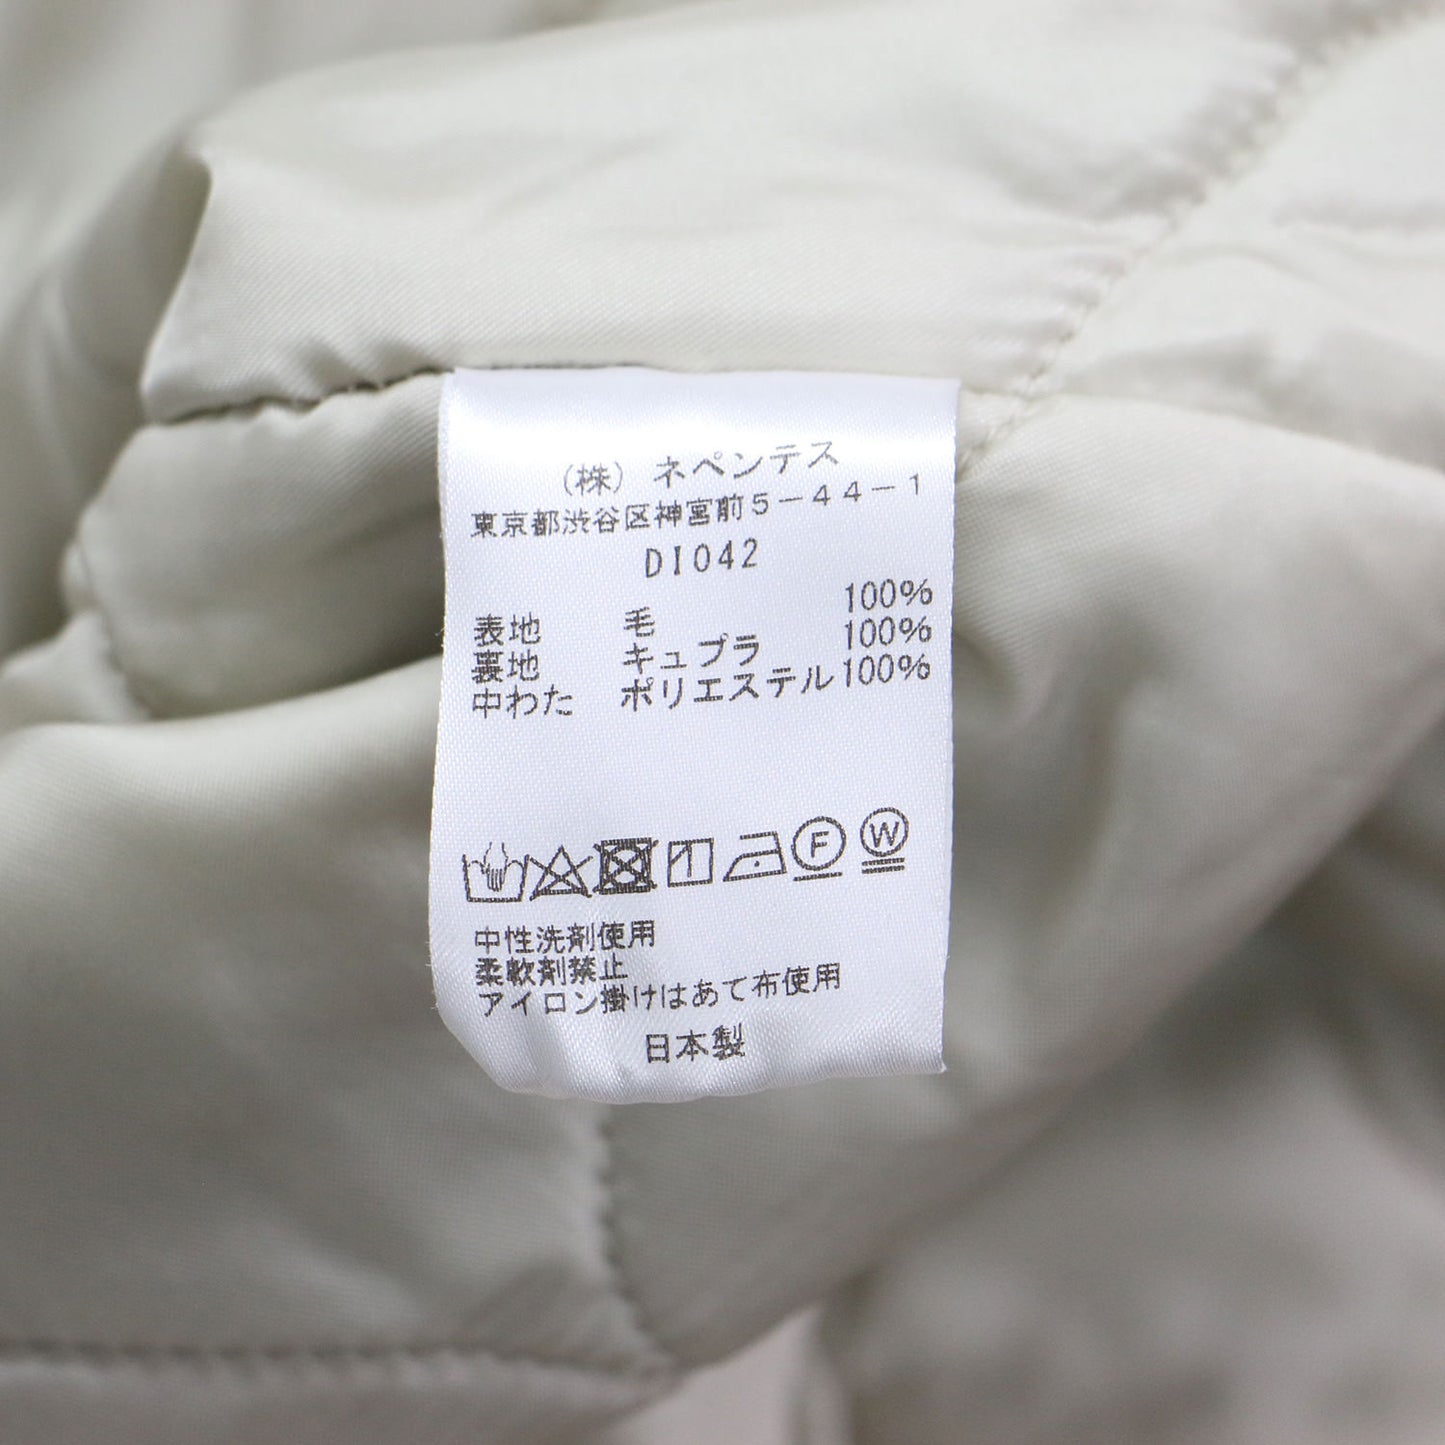 (株) ネペンテス
東京都渋谷区神宮前5-44-1
DI042
表地 毛 100%
裏地 キュプラ 100%
中わた ポリエステル 100%
F W
中性洗剤使用
柔軟剤禁止
アイロン掛けはあて布使用
日本製